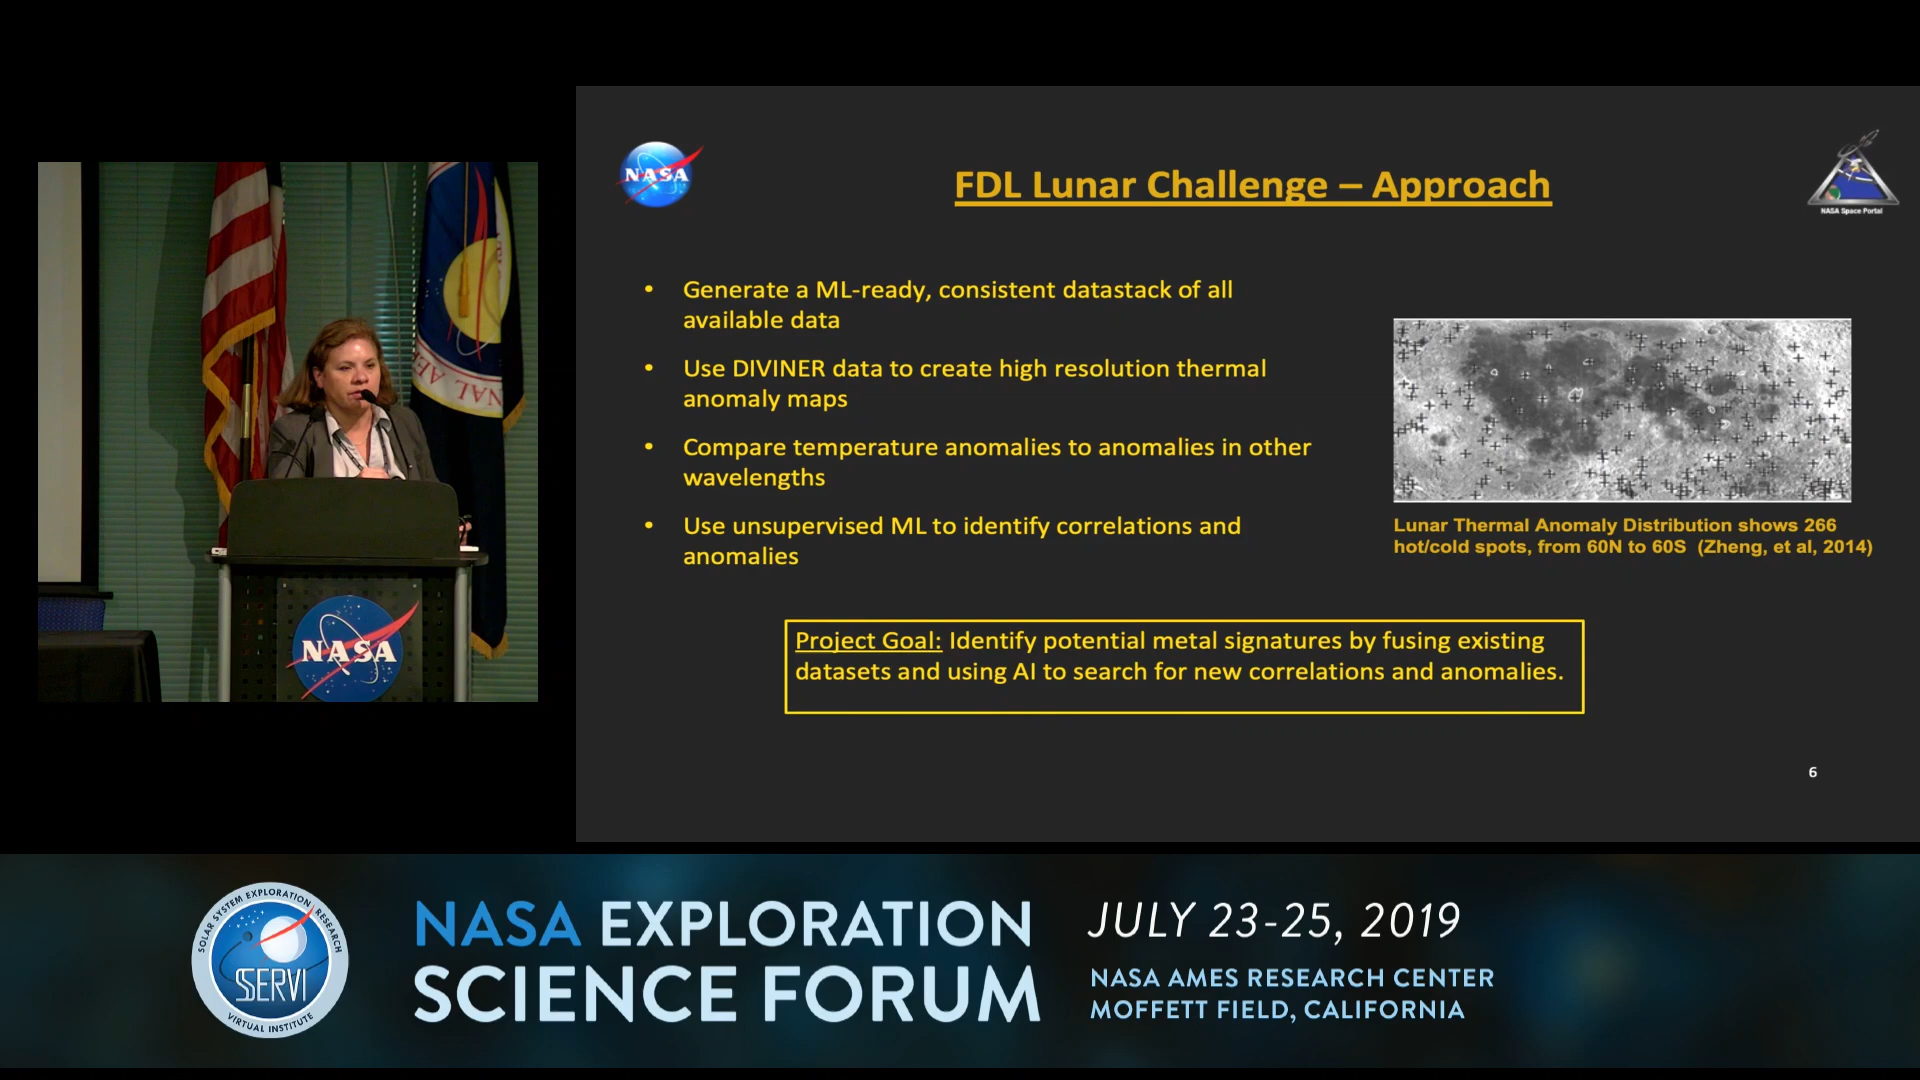 NASA
FDL Lunar Challenge – Approach
NASA Space Portal
• Generate a ML-ready, consistent datastack of all
available data
• Use DIVINER data to create high resolution thermal
anomaly maps
• Compare temperature anomalies to anomalies in other
wavelengths
• Use unsupervised ML to identify correlations and
anomalies
Lunar Thermal Anomaly Distribution shows 266
hot/cold spots, from 60N to 60S (Zheng, et al, 2014)
Project Goal: Identify potential metal signatures by fusing existing
datasets and using AI to search for new correlations and anomalies.
6
NASA
SOLAR SYSTEM EXPLORATION RESEARCH
SSERVI
VIRTUAL INSTITUTE
NASA EXPLORATION
SCIENCE FORUM
JULY 23-25, 2019
NASA AMES RESEARCH CENTER
MOFFETT FIELD, CALIFORNIA